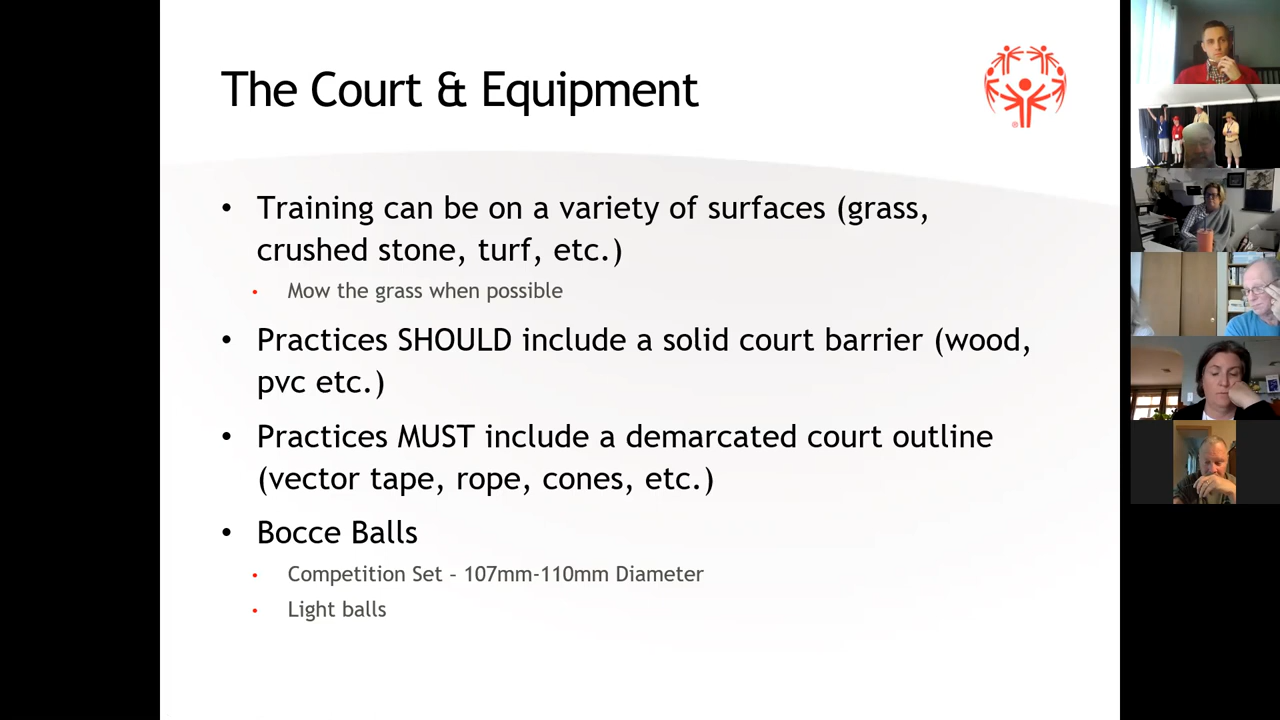 The Court & Equipment
• Training can be on a variety of surfaces (grass,
crushed stone, turf, etc.)
• Mow the grass when possible
• Practices SHOULD include a solid court barrier (wood,
pvc etc.)
• Practices MUST include a demarcated court outline
(vector tape, rope, cones, etc.)
• Bocce Balls
• Competition Set – 107mm-110mm Diameter
• Light balls
®